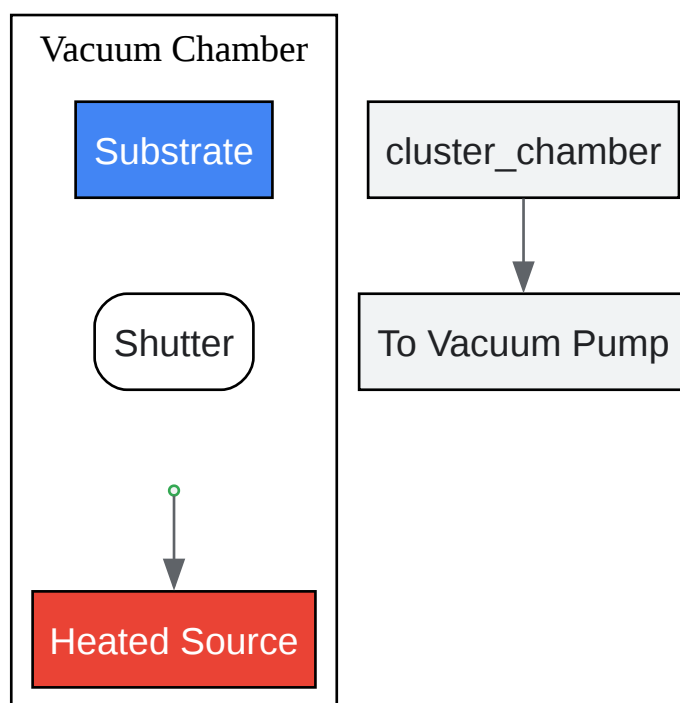 Vacuum Chamber
Substrate
cluster_chamber
Shutter
To Vacuum Pump
Heated Source